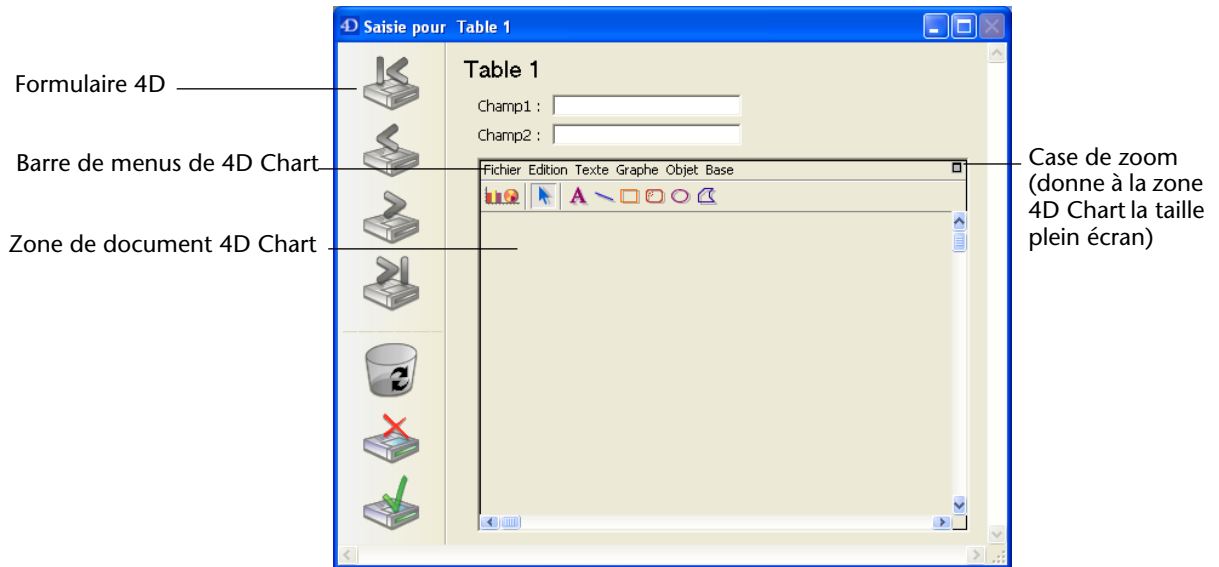 4D Saisie pour Table 1
Formulaire 4D
Table 1
Champ1 :
Champ2 :
Barre de menus de 4D Chart
Fichier Edition Texte Graphe Objet Base
A
Zone de document 4D Chart
Case de zoom
(donne à la zone
4D Chart la taille
plein écran)